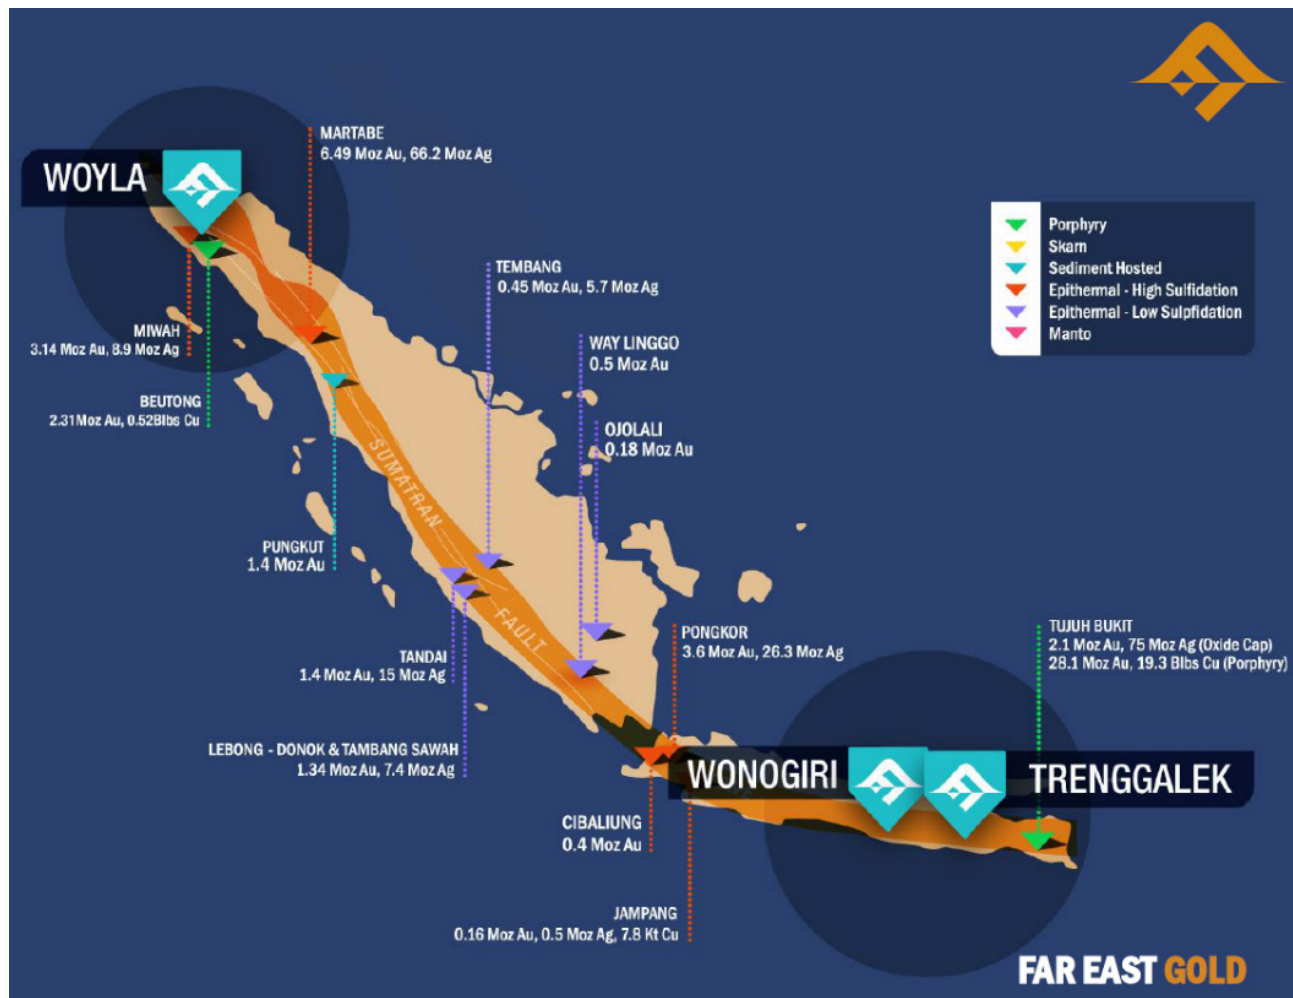 MARTABE
6.49 Moz Au, 66.2 Moz Ag
WOYLA
Porphyry
Skarn
Sediment Hosted
Epithermal - High Sulfidation
Epithermal - Low Sulpfidation
Manto
TEMBANG
0.45 Moz Au, 5.7 Moz Ag
MIWAH
3.14 Moz Au, 8.9 Moz Ag
WAY LINGGO
0.5 Moz Au
BEUTONG
2.31Moz Au, 0.52Blbs Cu
OJOLALI
0.18 Moz Au
SUMATRAN
FAULT
PUNGKUT
1.4 Moz Au
TANDAI
1.4 Moz Au, 15 Moz Ag
PONGKOR
3.6 Moz Au, 26.3 Moz Ag
TUJUH BUKIT
2.1 Moz Au, 75 Moz Ag (Oxide Cap)
28.1 Moz Au, 19.3 Blbs Cu (Porphyry)
LEBONG - DONOK & TAMBANG SAWAH
1.34 Moz Au, 7.4 Moz Ag
WONOGIRI
TRENGGALEK
CIBALIUNG
0.4 Moz Au
JAMPANG
0.16 Moz Au, 0.5 Moz Ag, 7.8 Kt Cu
FAR EAST GOLD